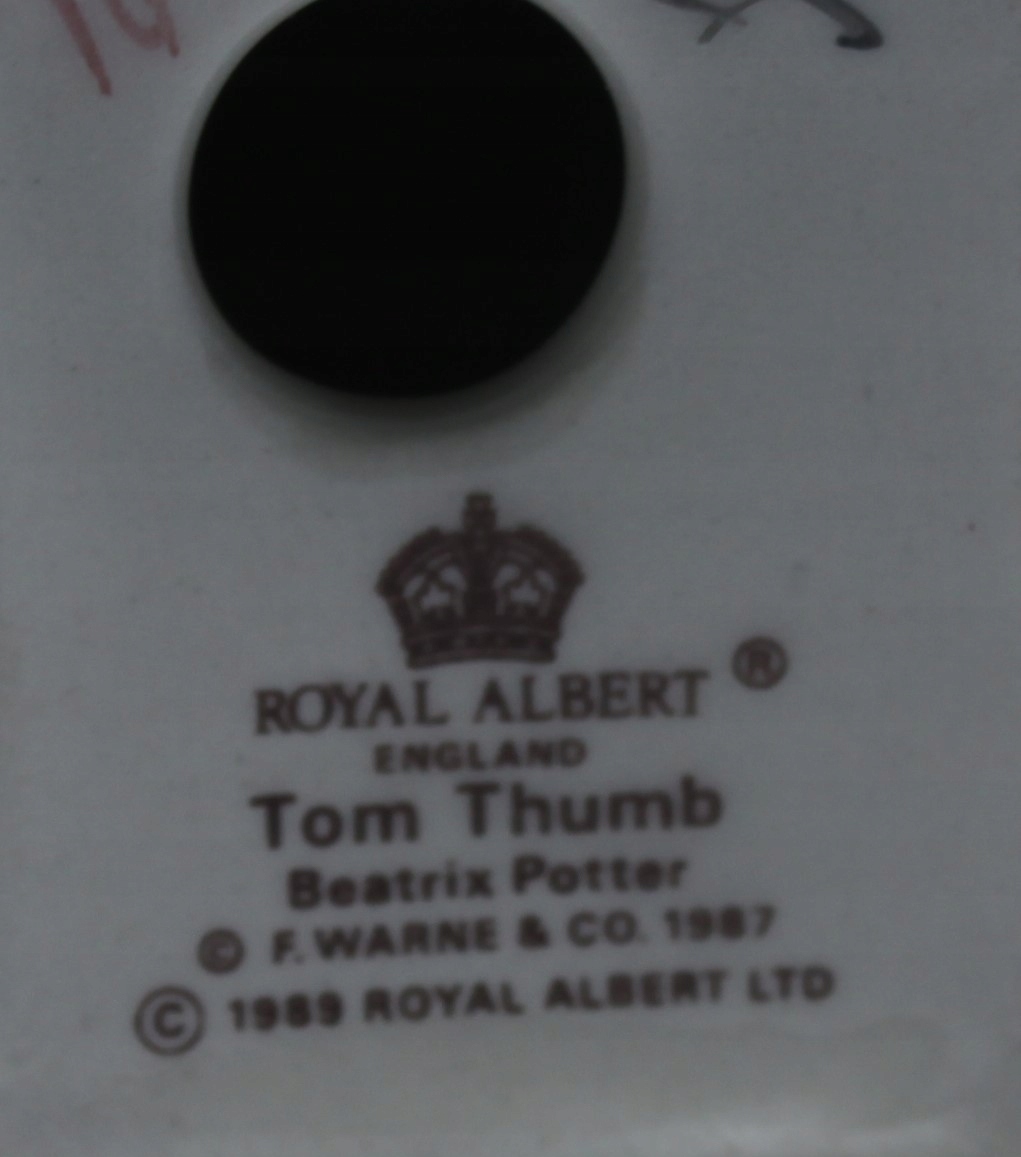 ROYAL ALBERT ®
ENGLAND
Tom Thumb
Beatrix Potter
© F. WARNE & CO. 1987
© 1989 ROYAL ALBERT LTD